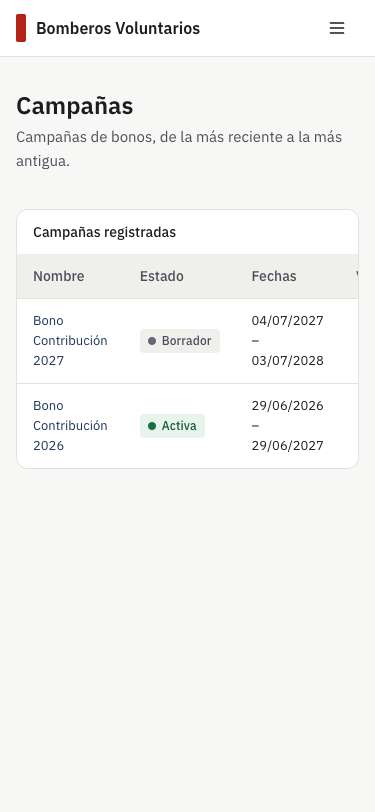 Bomberos Voluntarios
Campañas
Campañas de bonos, de la más reciente a la más
antigua.
Campañas registradas
Nombre Estado Fechas
Bono
Contribución
2027
Borrador
04/07/2027
–
03/07/2028
Bono
Contribución
2026
Activa
29/06/2026
–
29/06/2027